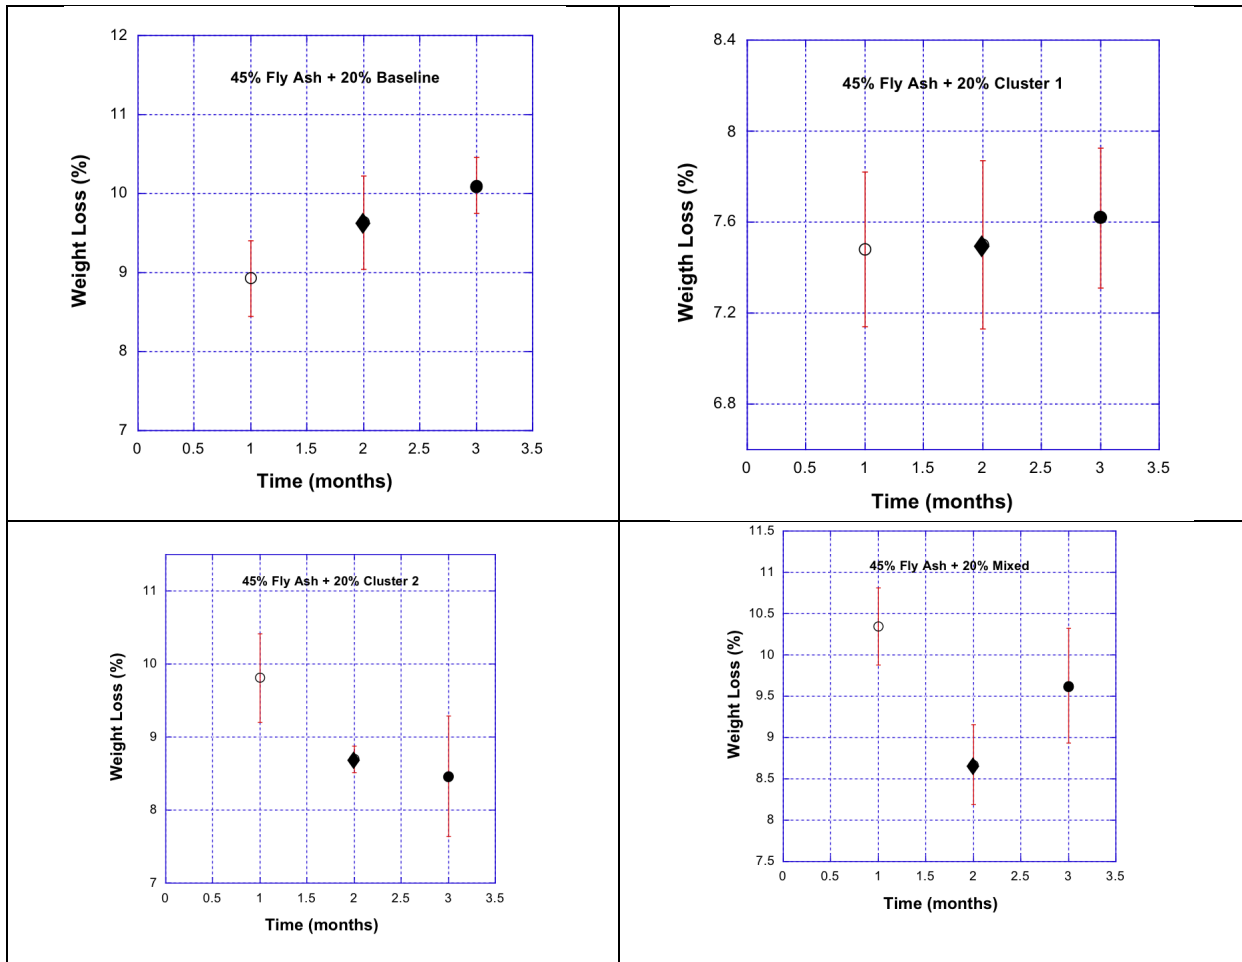 12
45% Fly Ash + 20% Baseline
11
10
9
8
7
Weight Loss (%)
0 0.5 1 1.5 2 2.5 3 3.5
Time (months)
8.4
45% Fly Ash + 20% Cluster 1
8
7.6
7.2
6.8
Weigth Loss (%)
0 0.5 1 1.5 2 2.5 3 3.5
Time (months)
45% Fly Ash + 20% Cluster 2
11
10
9
8
7
Weight Loss (%)
0 0.5 1 1.5 2 2.5 3 3.5
Time (months)
11.5
45% Fly Ash + 20% Mixed
11
10.5
10
9.5
9
8.5
8
7.5
Weight Loss (%)
0 0.5 1 1.5 2 2.5 3 3.5
Time (months)